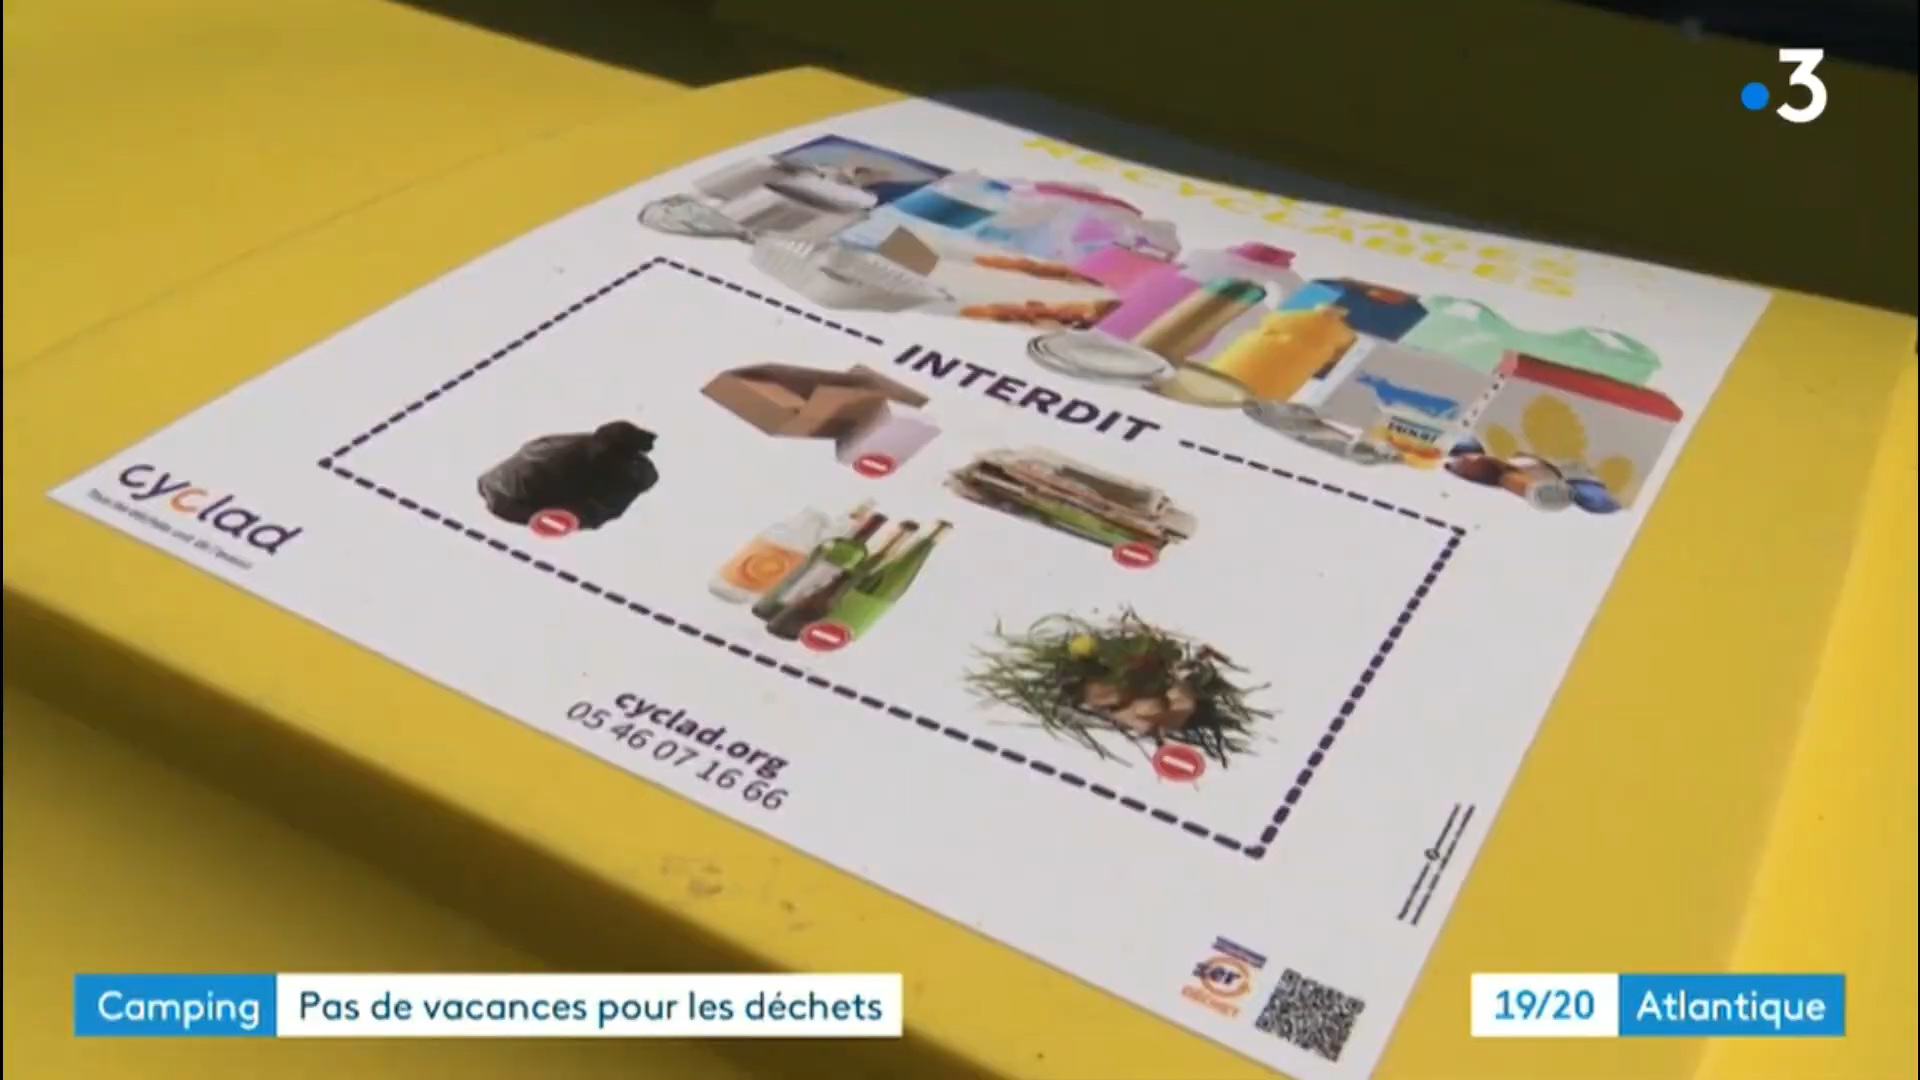 3
RECYCLABLES
INTERDIT
cyclad
cyclad.org
05 46 07 16 66
Camping
Pas de vacances pour les déchets
19/20
Atlantique